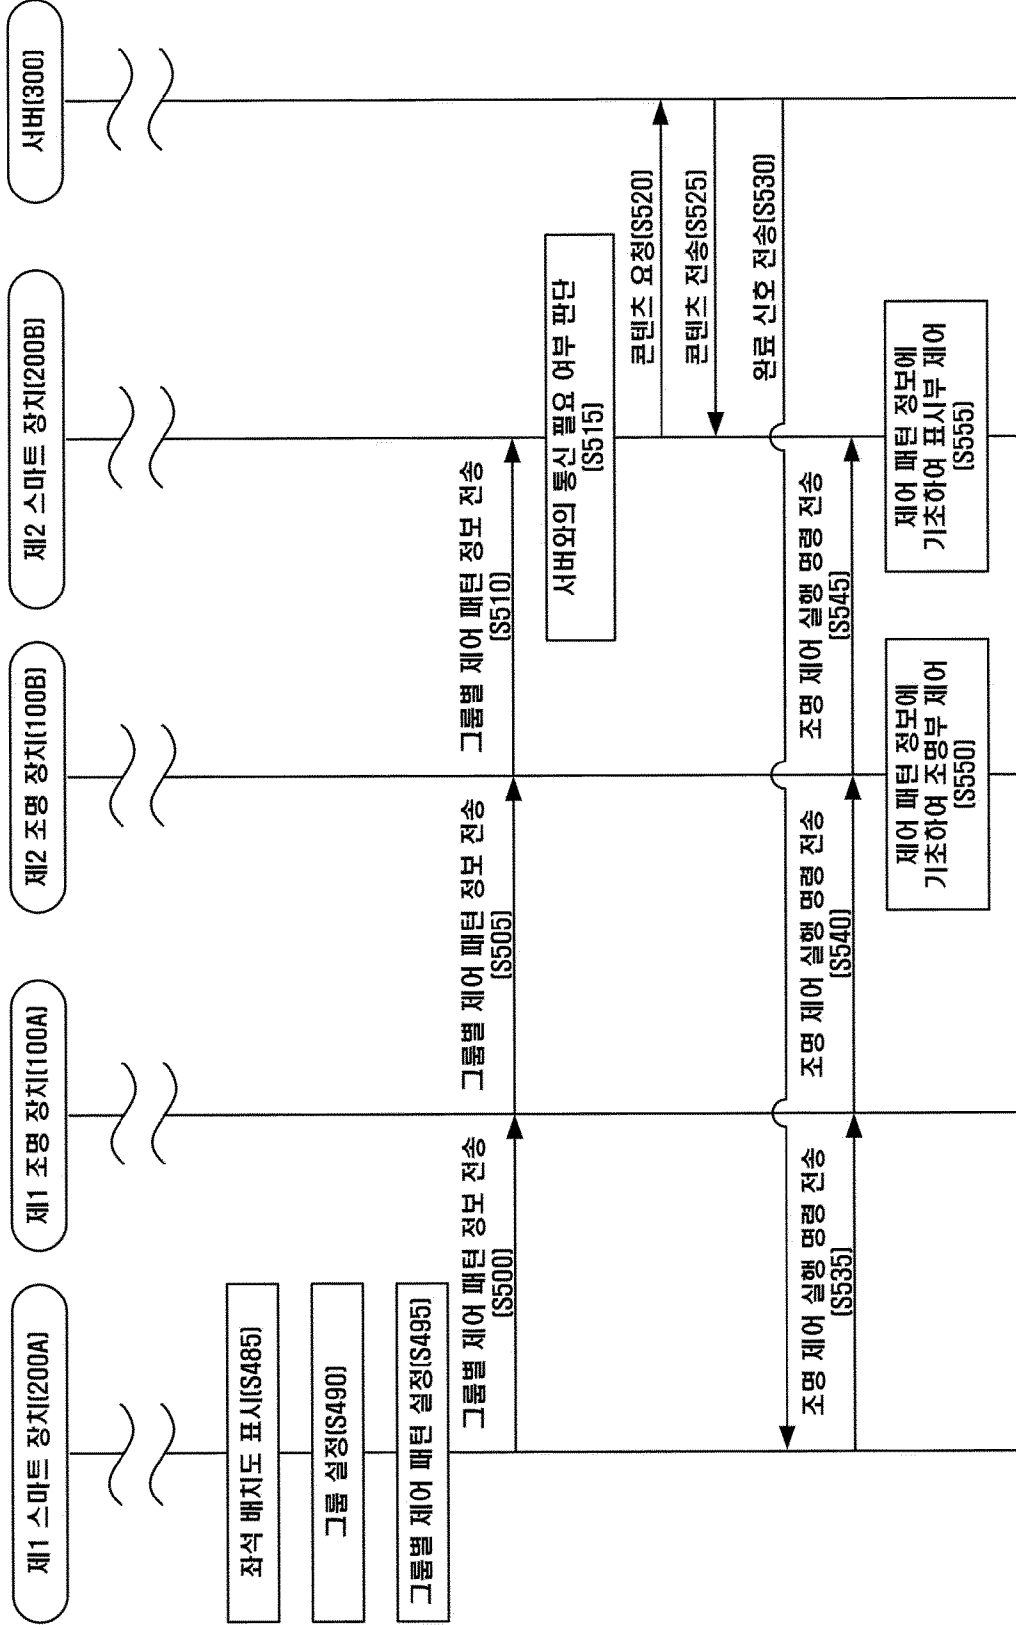 제1 스마트 장치(200A)
제1 조명 장치(100A)
제2 조명 장치(100B)
제2 스마트 장치(200B)
서버(300)
좌석 배치도 표시(S485)
그룹 설정(S490)
그룹별 제어 패턴 설정(S495)
그룹별 제어 패턴 정보 전송
(S500)
그룹별 제어 패턴 정보 전송
(S505)
그룹별 제어 패턴 정보 전송
(S510)
서버와의 통신 필요 여부 판단
(S515)
콘텐츠 요청(S520)
콘텐츠 전송(S525)
완료 신호 전송(S530)
조명 제어 실행 명령 전송
(S535)
조명 제어 실행 명령 전송
(S540)
조명 제어 실행 명령 전송
(S545)
제어 패턴 정보에
기초하여 조명부 제어
(S550)
제어 패턴 정보에
기초하여 표시부 제어
(S555)